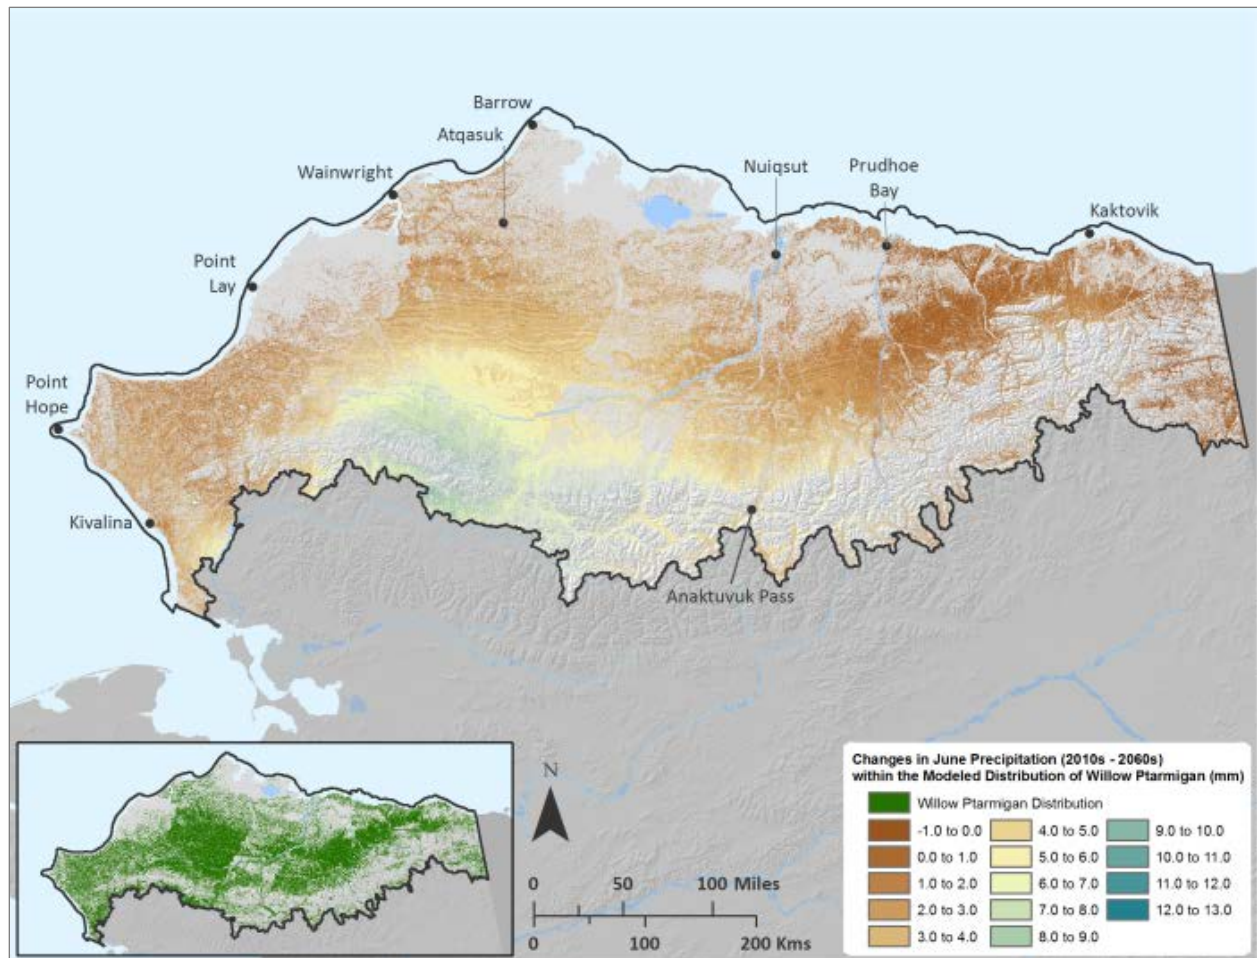 Barrow
Atqasuk
Wainwright
Nuiqsut
Prudhoe
Bay
Kaktovik
Point
Lay
Point
Hope
Kivalina
Anaktuvuk Pass
N
0 50 100 Miles
0 100 200 Kms
Changes in June Precipitation (2010s - 2060s)
within the Modeled Distribution of Willow Ptarmigan (mm)
Willow Ptarmigan Distribution
-1.0 to 0.0 4.0 to 5.0 9.0 to 10.0
0.0 to 1.0 5.0 to 6.0 10.0 to 11.0
1.0 to 2.0 6.0 to 7.0 11.0 to 12.0
2.0 to 3.0 7.0 to 8.0 12.0 to 13.0
3.0 to 4.0 8.0 to 9.0